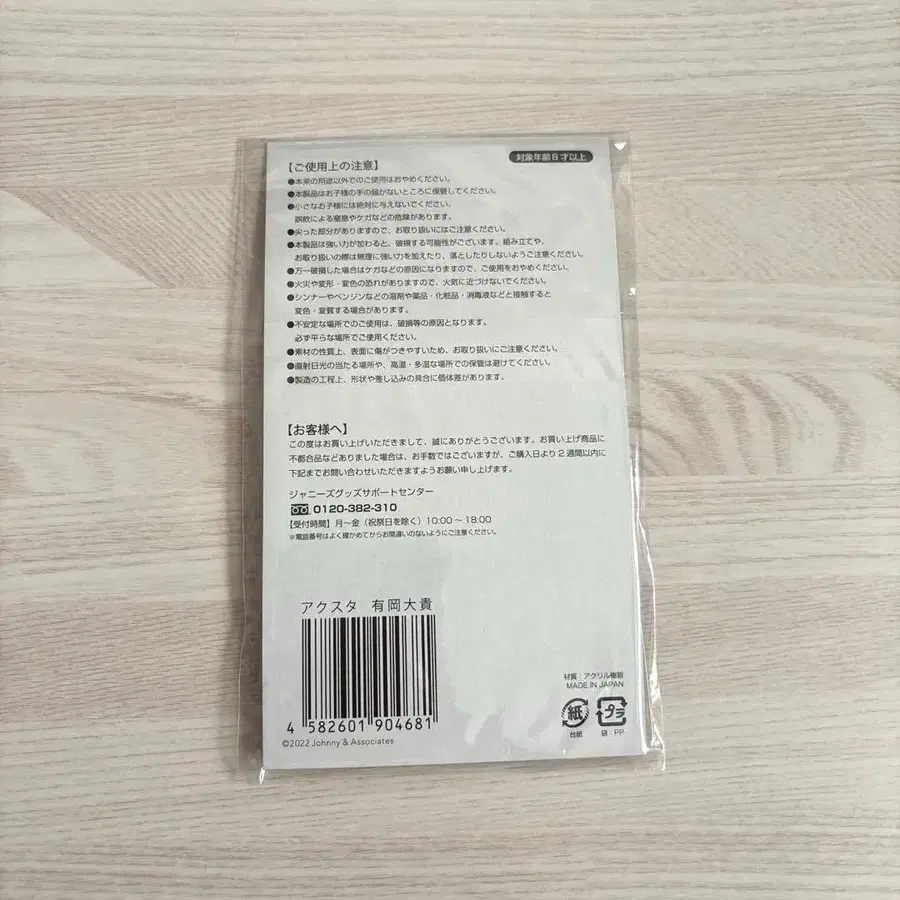 対象年齢8才以上
【ご使用上の注意】
●本来の用途以外でのご使用はおやめください。
●本製品はお子様の手の届かないところに保管してください。
●小さなお子様には絶対に与えないでください。
誤飲による窒息やケガなどの危険があります。
●尖った部分がありますので、お取り扱いにはご注意ください。
●本製品は強い力が加わると、破損する可能性がございます。組み立てや、
お取り扱いの際は無理に強い力を加えたり、落としたりしないようご注意ください。
●万一破損した場合はケガなどの原因になりますので、ご使用をおやめください。
●火災や変形・変色の恐れがありますので、火気に近づけないでください。
●シンナーやベンジンなどの溶剤や薬品・化粧品・消毒液などと接触すると
変色・変質する場合があります。
●不安定な場所でのご使用は、破損等の原因となります。
必ず平らな場所でご使用ください。
●素材の性質上、表面に傷がつきやすいため、お取り扱いにご注意ください。
●直射日光の当たる場所や、高温・多湿な場所での保管は避けてください。
●製造の工程上、形状や差し込みの具合に個体差があります。
【お客様へ】
この度はお買い上げいただきまして、誠にありがとうございます。お買い上げ商品に
不都合品などありました場合は、お手数ではございますが、ご購入日より2週間以内に
下記までお問い合わせいただきますようお願い申し上げます。
ジャニーズグッズサポートセンター
0120-382-310
【受付時間】月〜金（祝祭日を除く）10:00〜18:00
※電話番号はよく確かめてからお間違いのないようにご注意ください。
アクスタ 有岡大貴
4 582601 904681
©2022 Johnny & Associates
材質：アクリル樹脂
MADE IN JAPAN
紙 プラ
台紙 袋：PP